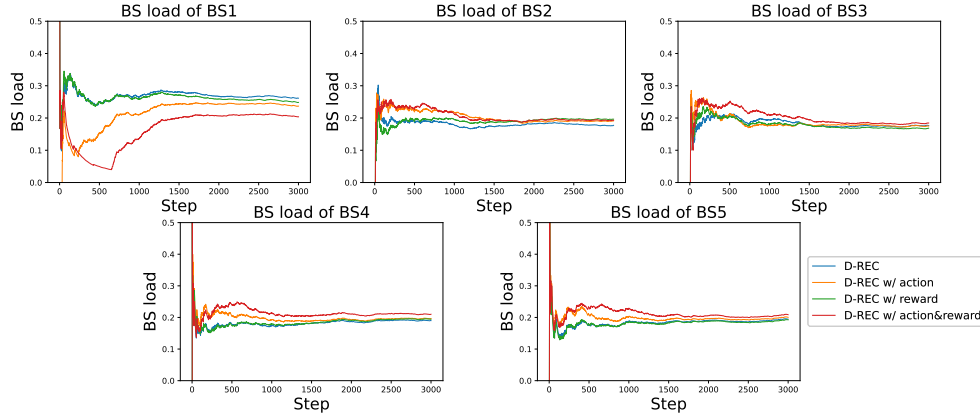 BS load of BS1
BS load of BS2
BS load of BS3
BS load
0.5
0.4
0.3
0.2
0.1
0.0
0 500 1000 1500 2000 2500 3000
Step
BS load
0.5
0.4
0.3
0.2
0.1
0.0
0 500 1000 1500 2000 2500 3000
Step
BS load
0.5
0.4
0.3
0.2
0.1
0.0
0 500 1000 1500 2000 2500 3000
Step
BS load of BS4
BS load of BS5
BS load
0.5
0.4
0.3
0.2
0.1
0.0
0 500 1000 1500 2000 2500 3000
Step
BS load
0.5
0.4
0.3
0.2
0.1
0.0
0 500 1000 1500 2000 2500 3000
Step
D-REC
D-REC w/ action
D-REC w/ reward
D-REC w/ action&reward